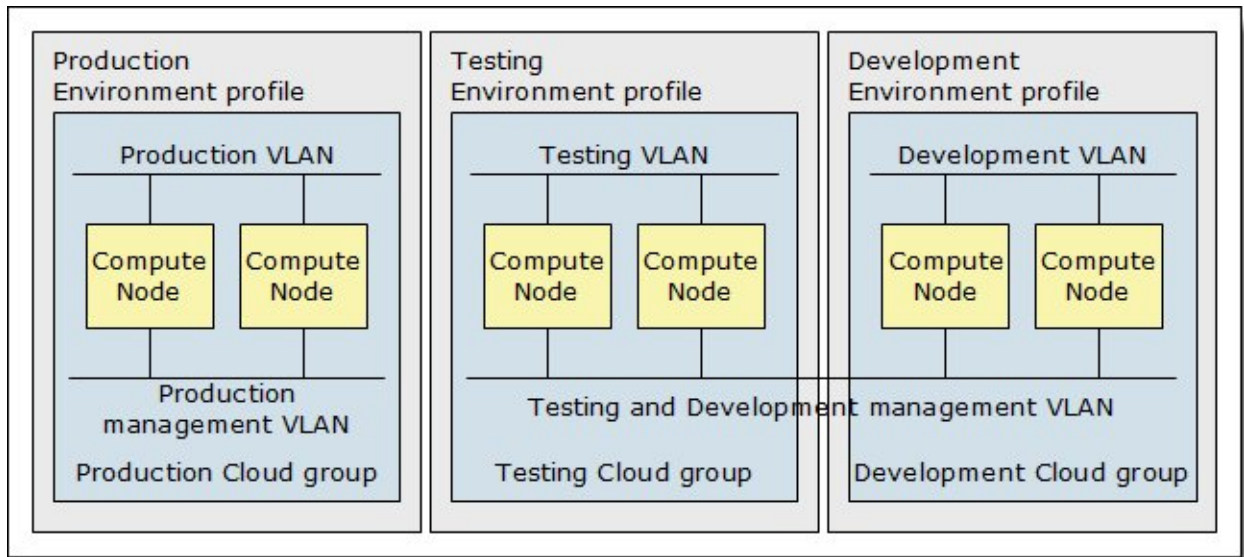 Production
Environment profile
Production VLAN
Compute
Node
Compute
Node
Production
management VLAN
Production Cloud group
Testing
Environment profile
Testing VLAN
Compute
Node
Compute
Node
Testing and Development management VLAN
Testing Cloud group
Development
Environment profile
Development VLAN
Compute
Node
Compute
Node
Development Cloud group